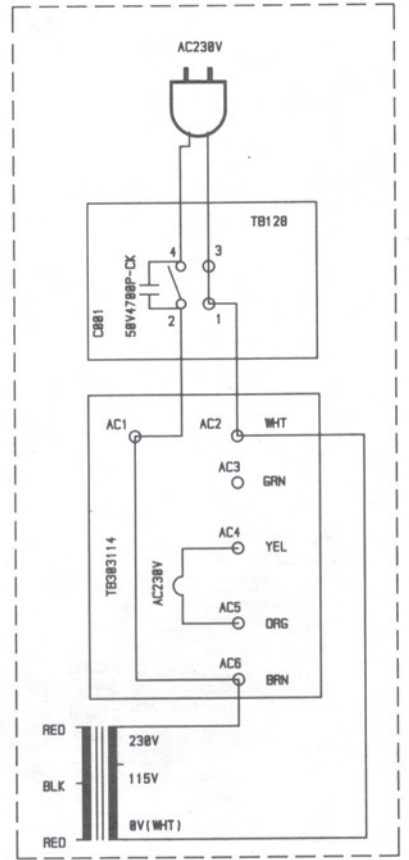 AC230V
TB128
4
3
C001
50V4700P-CK
2
1
AC1
AC2
WHT
AC3
GRN
AC4
YEL
TB303114
AC230V
AC5
ORG
AC6
BRN
RED
230V
115V
BLK
0V(WHT)
RED